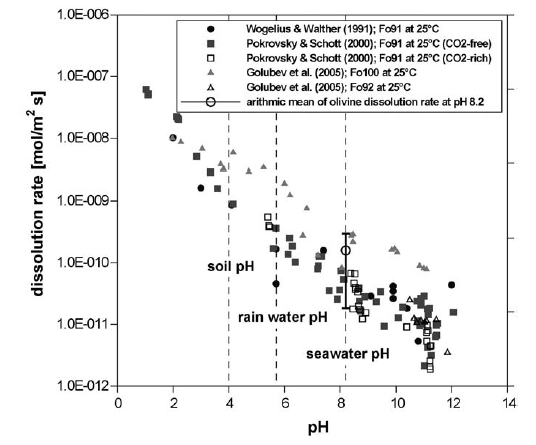 1.0E-006
1.0E-007
1.0E-008
1.0E-009
1.0E-010
1.0E-011
1.0E-012
dissolution rate [mol/m² s]
Wogelius & Walther (1991); Fo91 at 25°C
Pokrovsky & Schott (2000); Fo91 at 25°C (CO2-free)
Pokrovsky & Schott (2000); Fo91 at 25°C (CO2-rich)
Golubev et al. (2005); Fo100 at 25°C
Golubev et al. (2005); Fo92 at 25°C
arithmic mean of olivine dissolution rate at pH 8.2
soil pH
rain water pH
seawater pH
0 2 4 6 8 10 12 14
pH